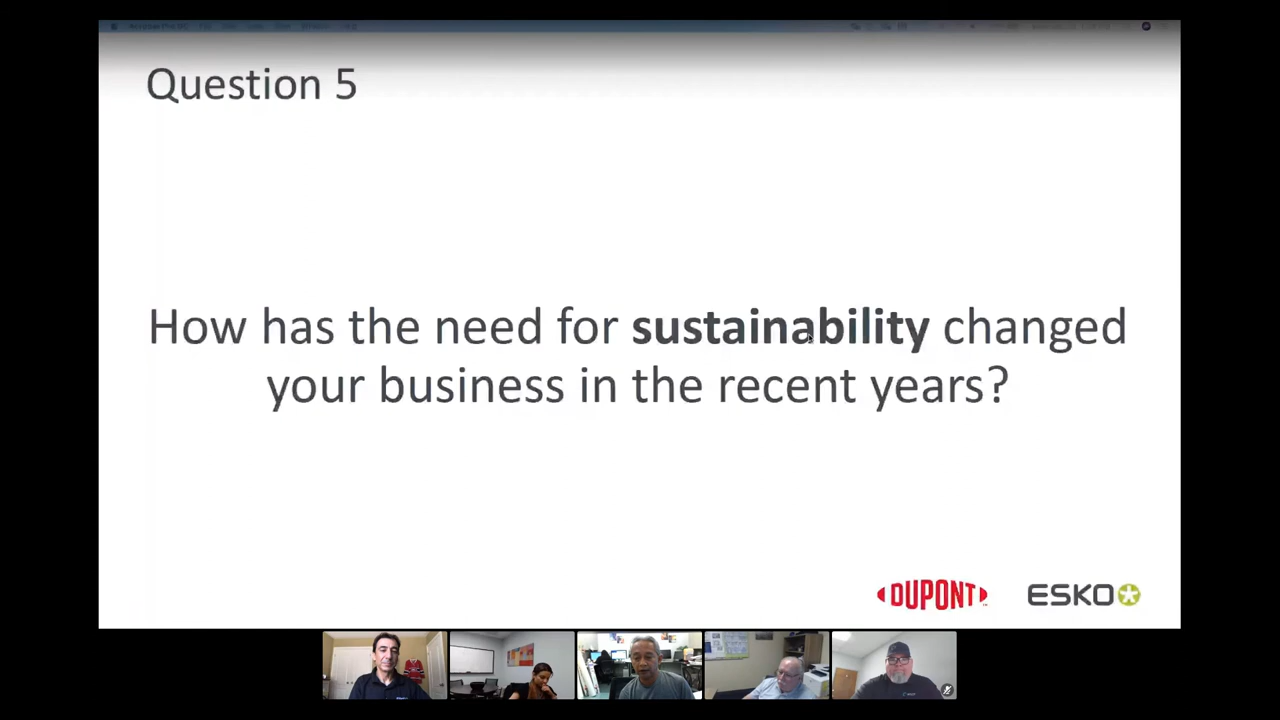 Question 5
How has the need for sustainability changed
your business in the recent years?
DUPONT
ESKO